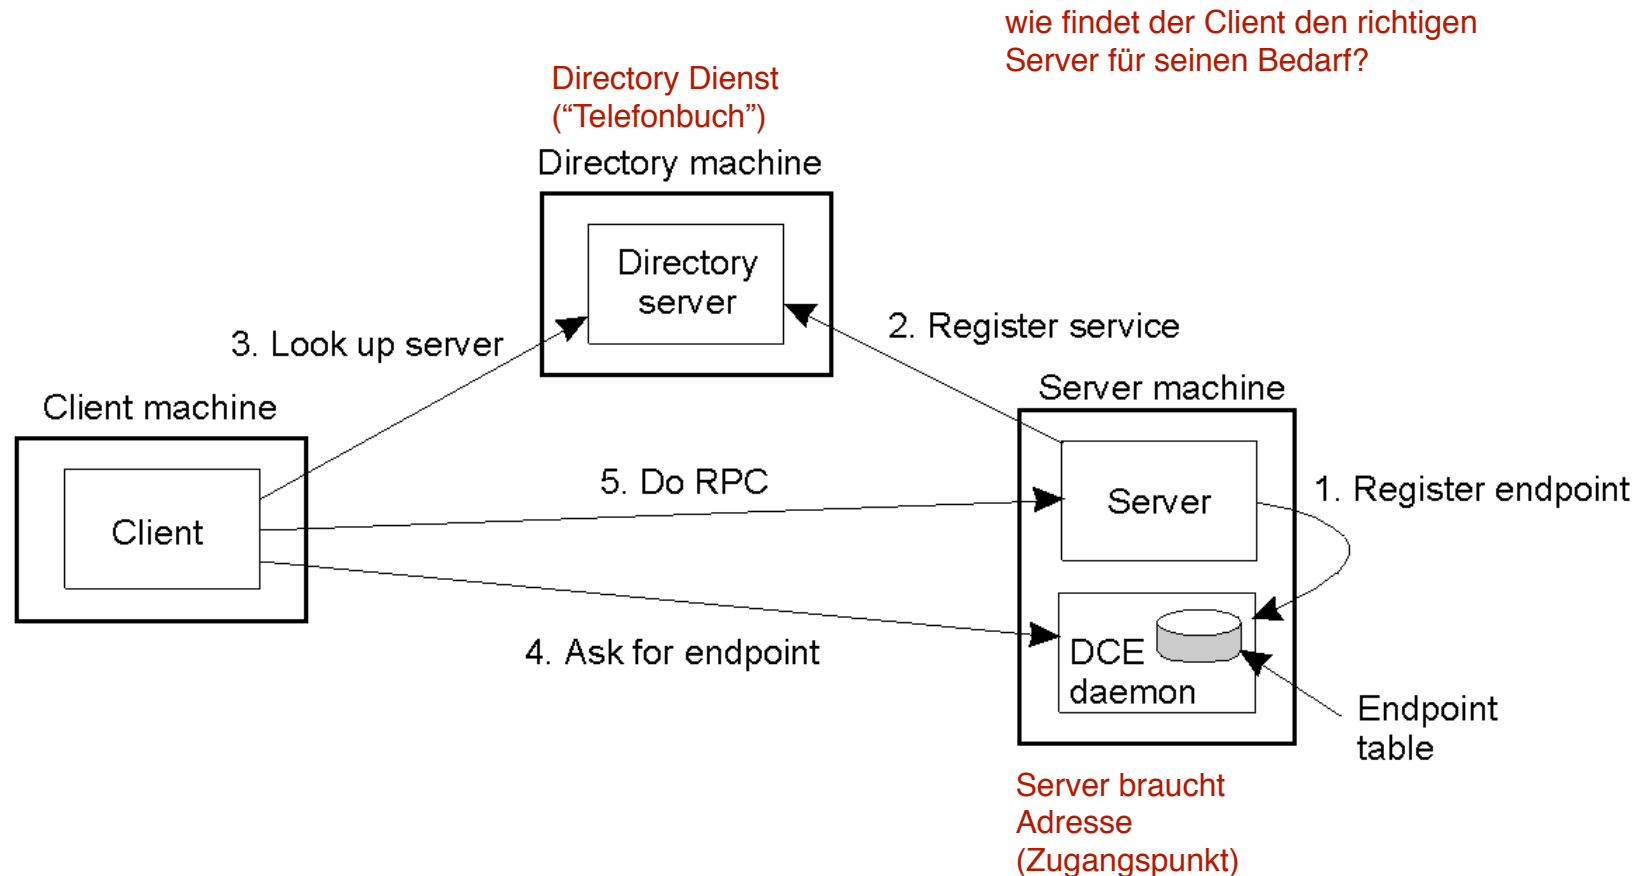 wie findet der Client den richtigen
Server für seinen Bedarf?
Directory Dienst
(“Telefonbuch”)
Directory machine
Directory
server
3. Look up server
2. Register service
Client machine
Server machine
5. Do RPC
Client
Server
1. Register endpoint
4. Ask for endpoint
DCE
daemon
Endpoint
table
Server braucht
Adresse
(Zugangspunkt)